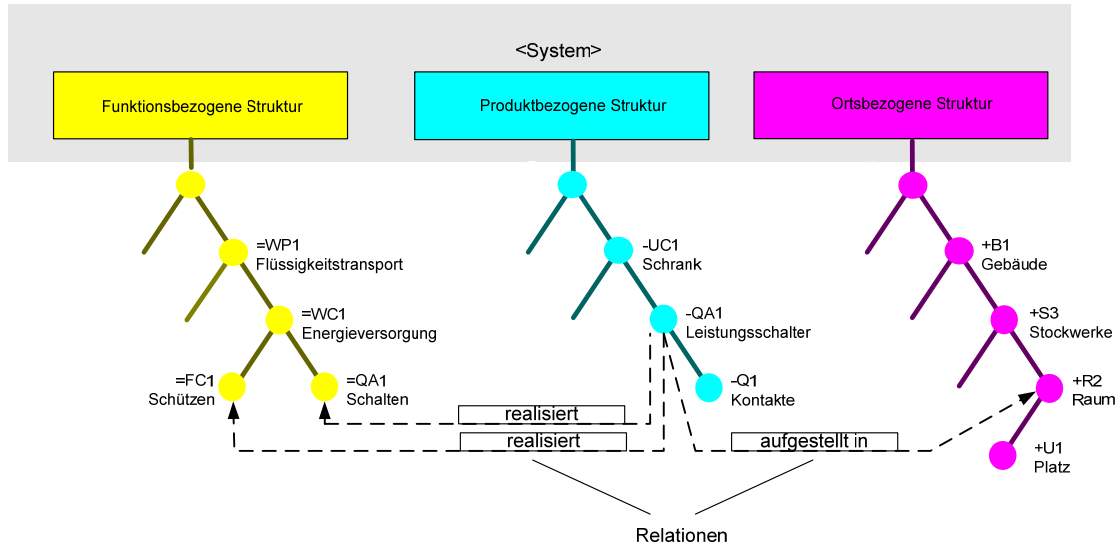 <System>
Funktionsbezogene Struktur
Produktbezogene Struktur
Ortsbezogene Struktur
=WP1
Flüssigkeitstransport
-UC1
Schrank
+B1
Gebäude
=WC1
Energieversorgung
-QA1
Leistungsschalter
+S3
Stockwerke
=FC1
Schützen
=QA1
Schalten
-Q1
Kontakte
+R2
Raum
realisiert
realisiert
aufgestellt in
+U1
Platz
Relationen